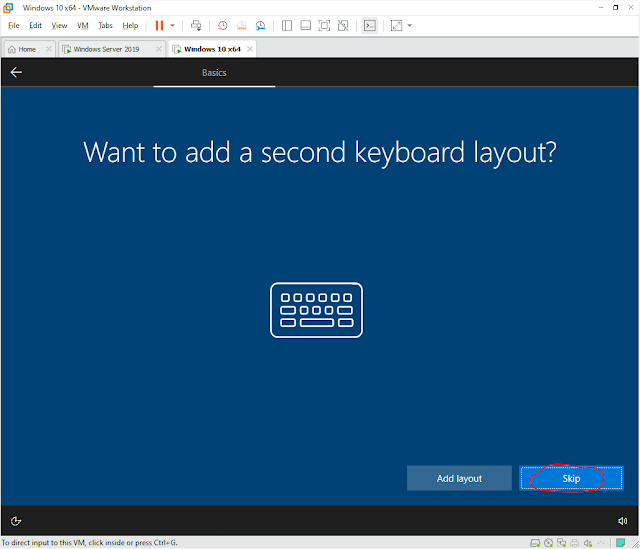 Windows 10 x64 - VMware Workstation
File Edit View VM Tabs Help
Home Windows Server 2019 Windows 10 x64
Basics
Want to add a second keyboard layout?
Add layout Skip
To direct input to this VM, click inside or press Ctrl+G.